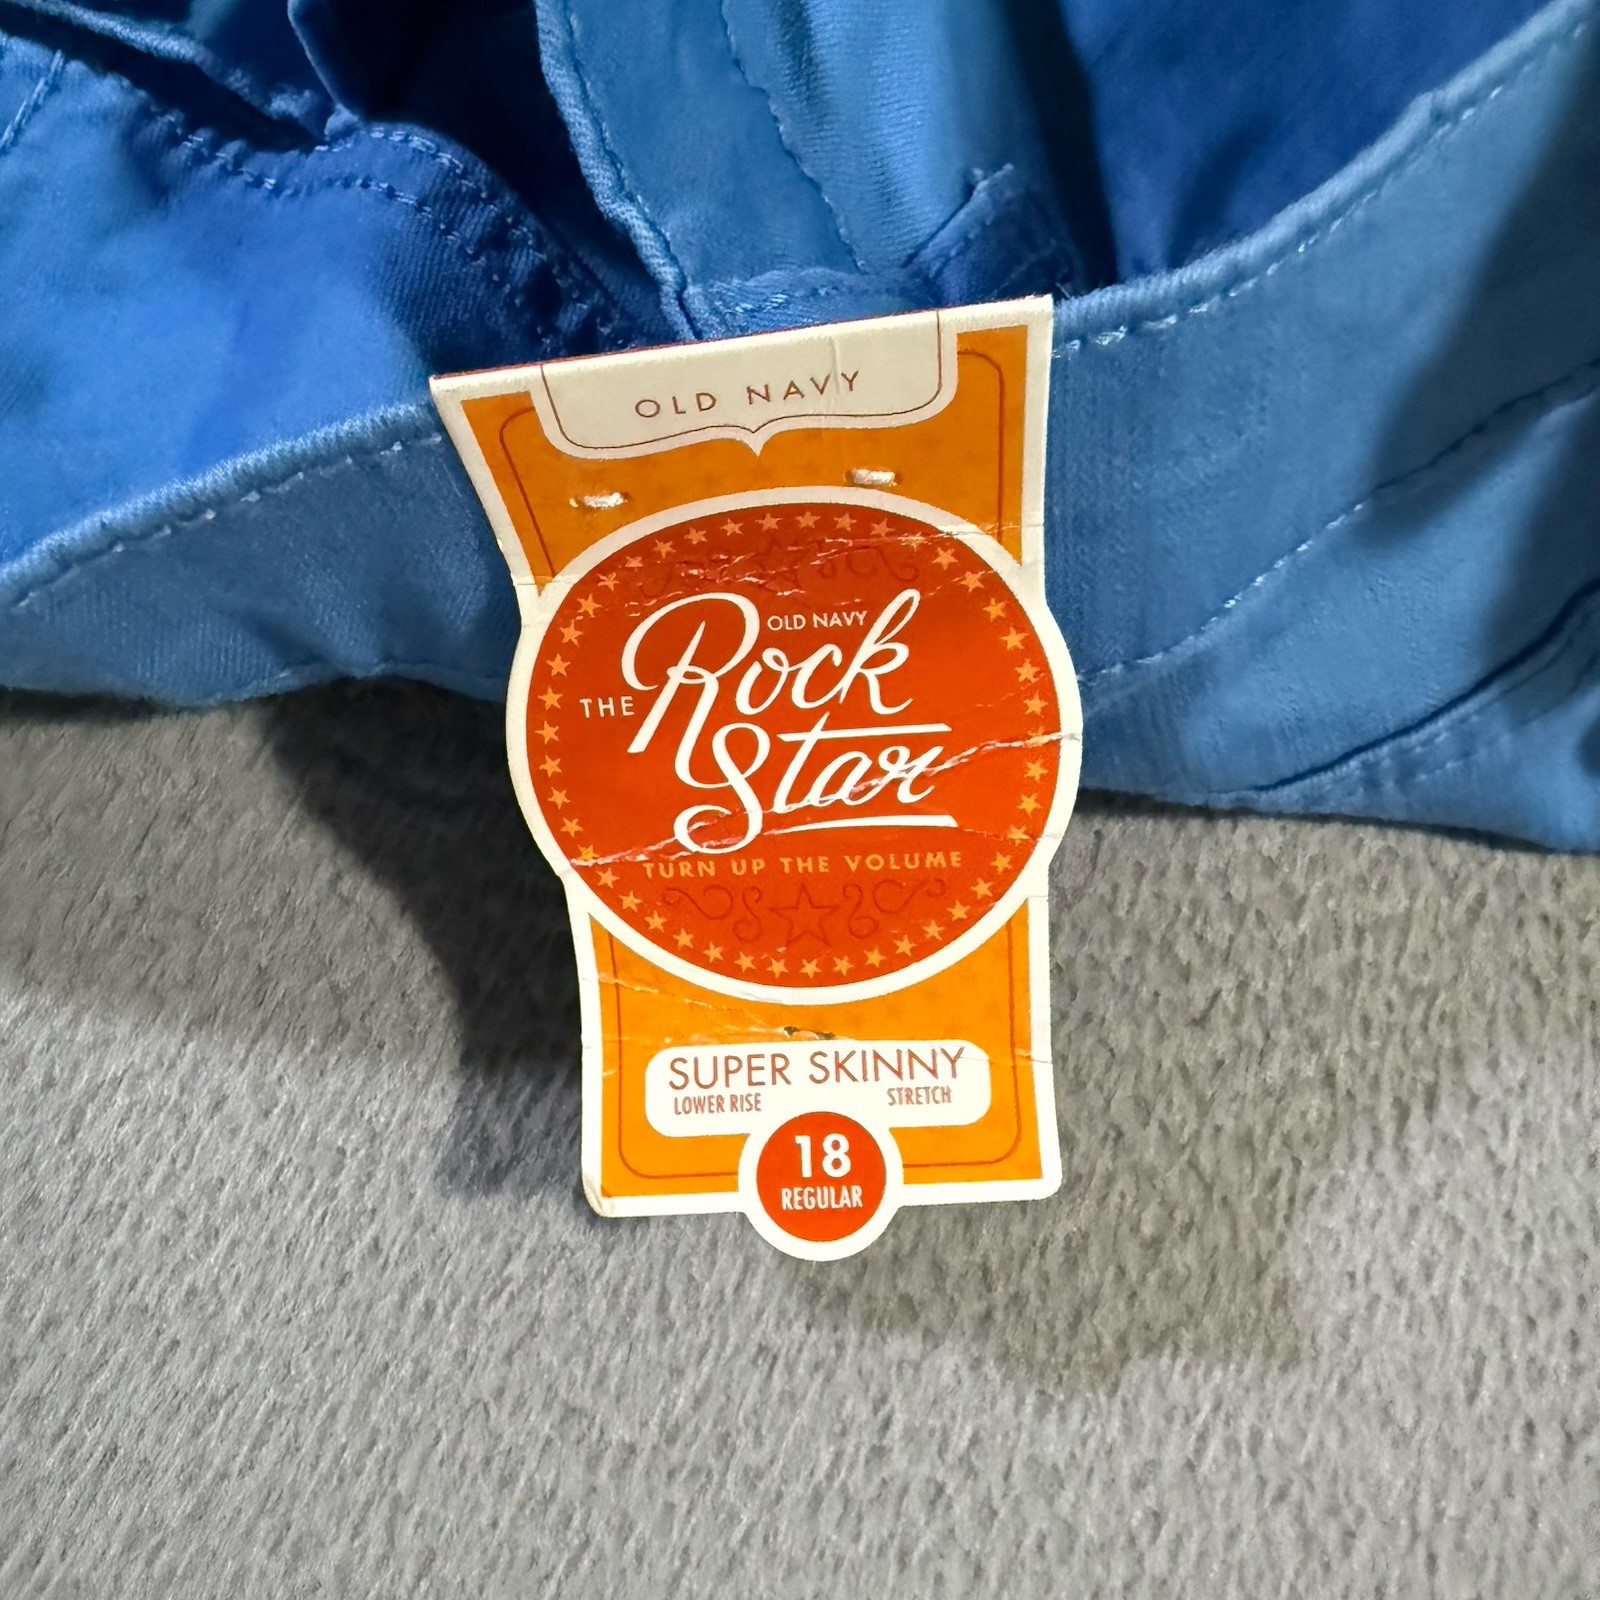 OLD NAVY
OLD NAVY
THE Rock
Star
TURN UP THE VOLUME
SUPER SKINNY
LOWER RISE STRETCH
18
REGULAR